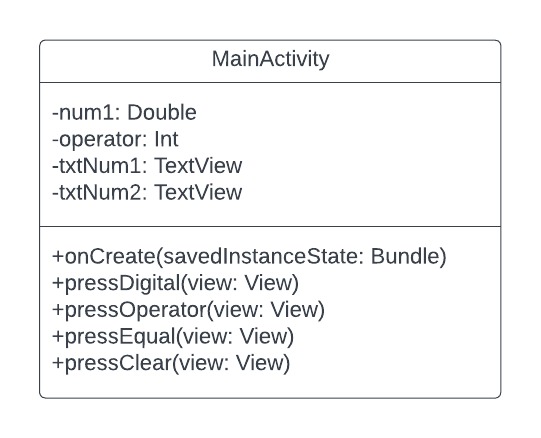 MainActivity
-num1: Double
-operator: Int
-txtNum1: TextView
-txtNum2: TextView
+onCreate(savedInstanceState: Bundle)
+pressDigital(view: View)
+pressOperator(view: View)
+pressEqual(view: View)
+pressClear(view: View)